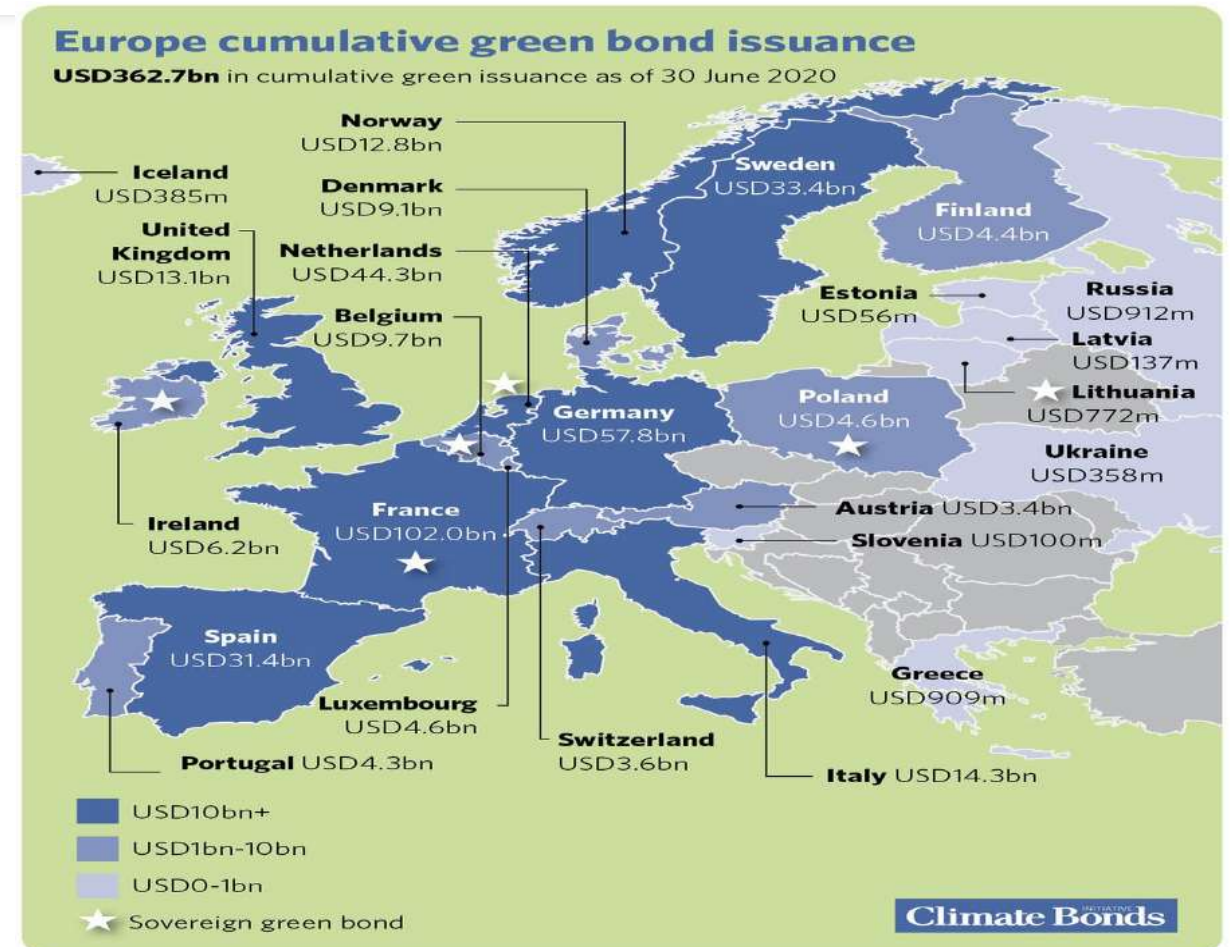 Europe cumulative green bond issuance
USD362.7bn in cumulative green issuance as of 30 June 2020
Norway
USD12.8bn
Iceland
USD385m
Denmark
USD9.1bn
Sweden
USD33.4bn
Finland
USD4.4bn
United
Kingdom
USD13.1bn
Netherlands
USD44.3bn
Belgium
USD9.7bn
Estonia
USD56m
Russia
USD912m
Latvia
USD137m
Lithuania
USD772m
Germany
USD57.8bn
Poland
USD4.6bn
Ukraine
USD358m
Ireland
USD6.2bn
France
USD102.0bn
Austria USD3.4bn
Slovenia USD100m
Spain
USD31.4bn
Greece
USD909m
Luxembourg
USD4.6bn
Switzerland
USD3.6bn
Portugal USD4.3bn
Italy USD14.3bn
USD10bn+
USD1bn-10bn
USD0-1bn
Sovereign green bond
Climate Bonds
INITIATIVE